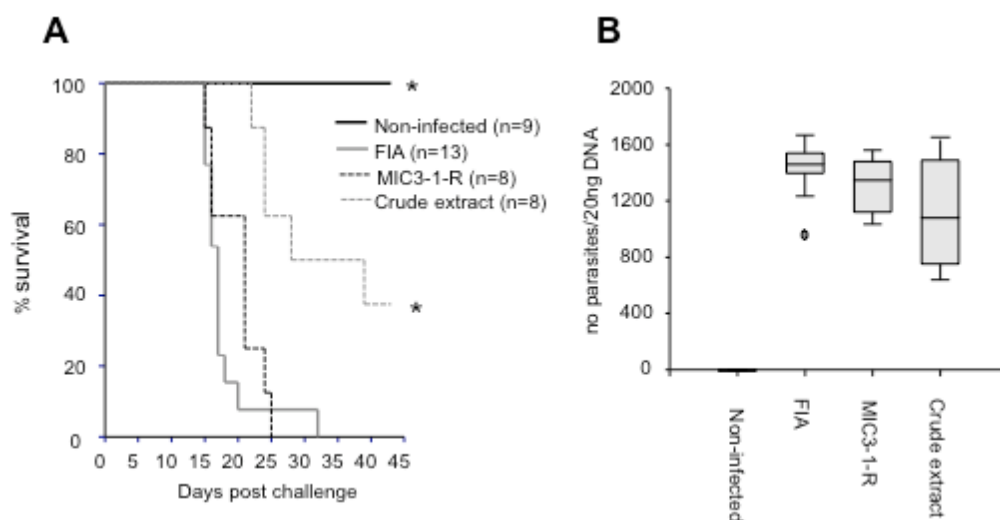 A
% survival
100
80
60
40
20
0
0 5 10 15 20 25 30 35 40 45
Days post challenge
Non-infected (n=9)
FIA (n=13)
MIC3-1-R (n=8)
Crude extract (n=8)
*
*
B
no parasites/20ng DNA
2000
1600
1200
800
400
0
Non-infected
FIA
MIC3-1-R
Crude extract